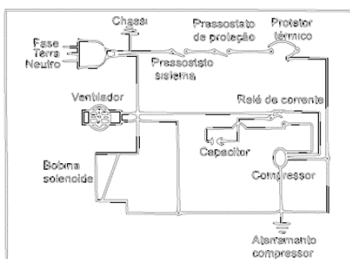 Chassi
Pressostato
de proteção
Protetor
térmico
Fase
Terra
Neutro
Pressostato
sistema
Ventilador
Relé de corrente
Capacitor
Bobina
solenoide
Compressor
Aterramento
compressor